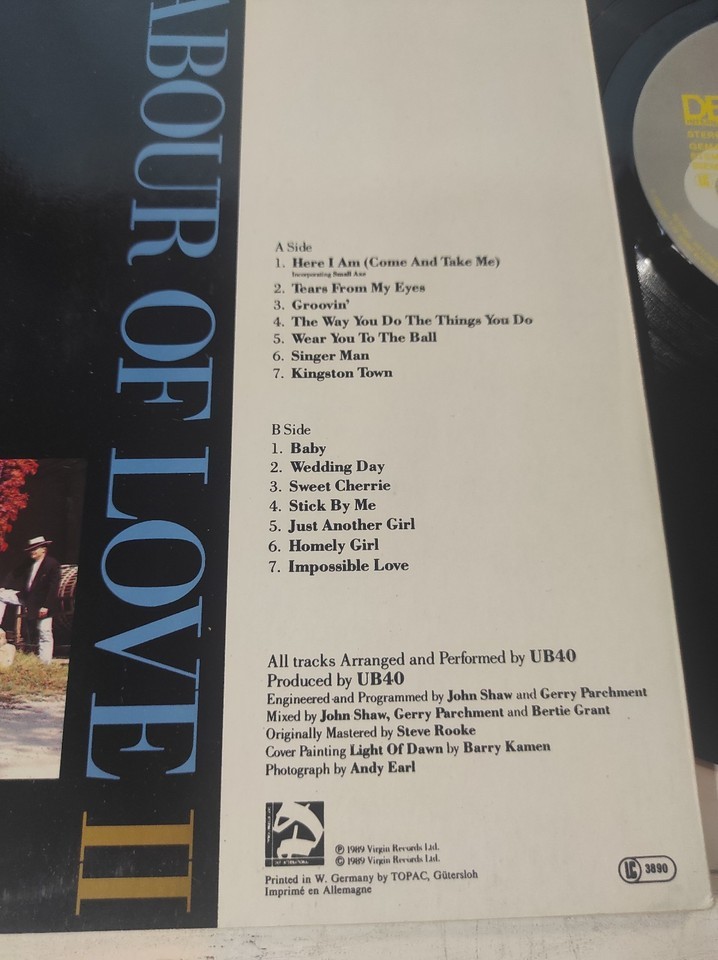 ABOUR OF LOVE II
A Side
1. Here I Am (Come And Take Me)
Incorporating Small Axe
2. Tears From My Eyes
3. Groovin'
4. The Way You Do The Things You Do
5. Wear You To The Ball
6. Singer Man
7. Kingston Town
B Side
1. Baby
2. Wedding Day
3. Sweet Cherrie
4. Stick By Me
5. Just Another Girl
6. Homely Girl
7. Impossible Love
All tracks Arranged and Performed by UB40
Produced by UB40
Engineered and Programmed by John Shaw and Gerry Parchment
Mixed by John Shaw, Gerry Parchment and Bertie Grant
Originally Mastered by Steve Rooke
Cover Painting Light Of Dawn by Barry Kamen
Photograph by Andy Earl
℗ 1989 Virgin Records Ltd.
© 1989 Virgin Records Ltd.
Printed in W. Germany by TOPAC, Gütersloh
Imprimé en Allemagne
LC 3890
DE
STER